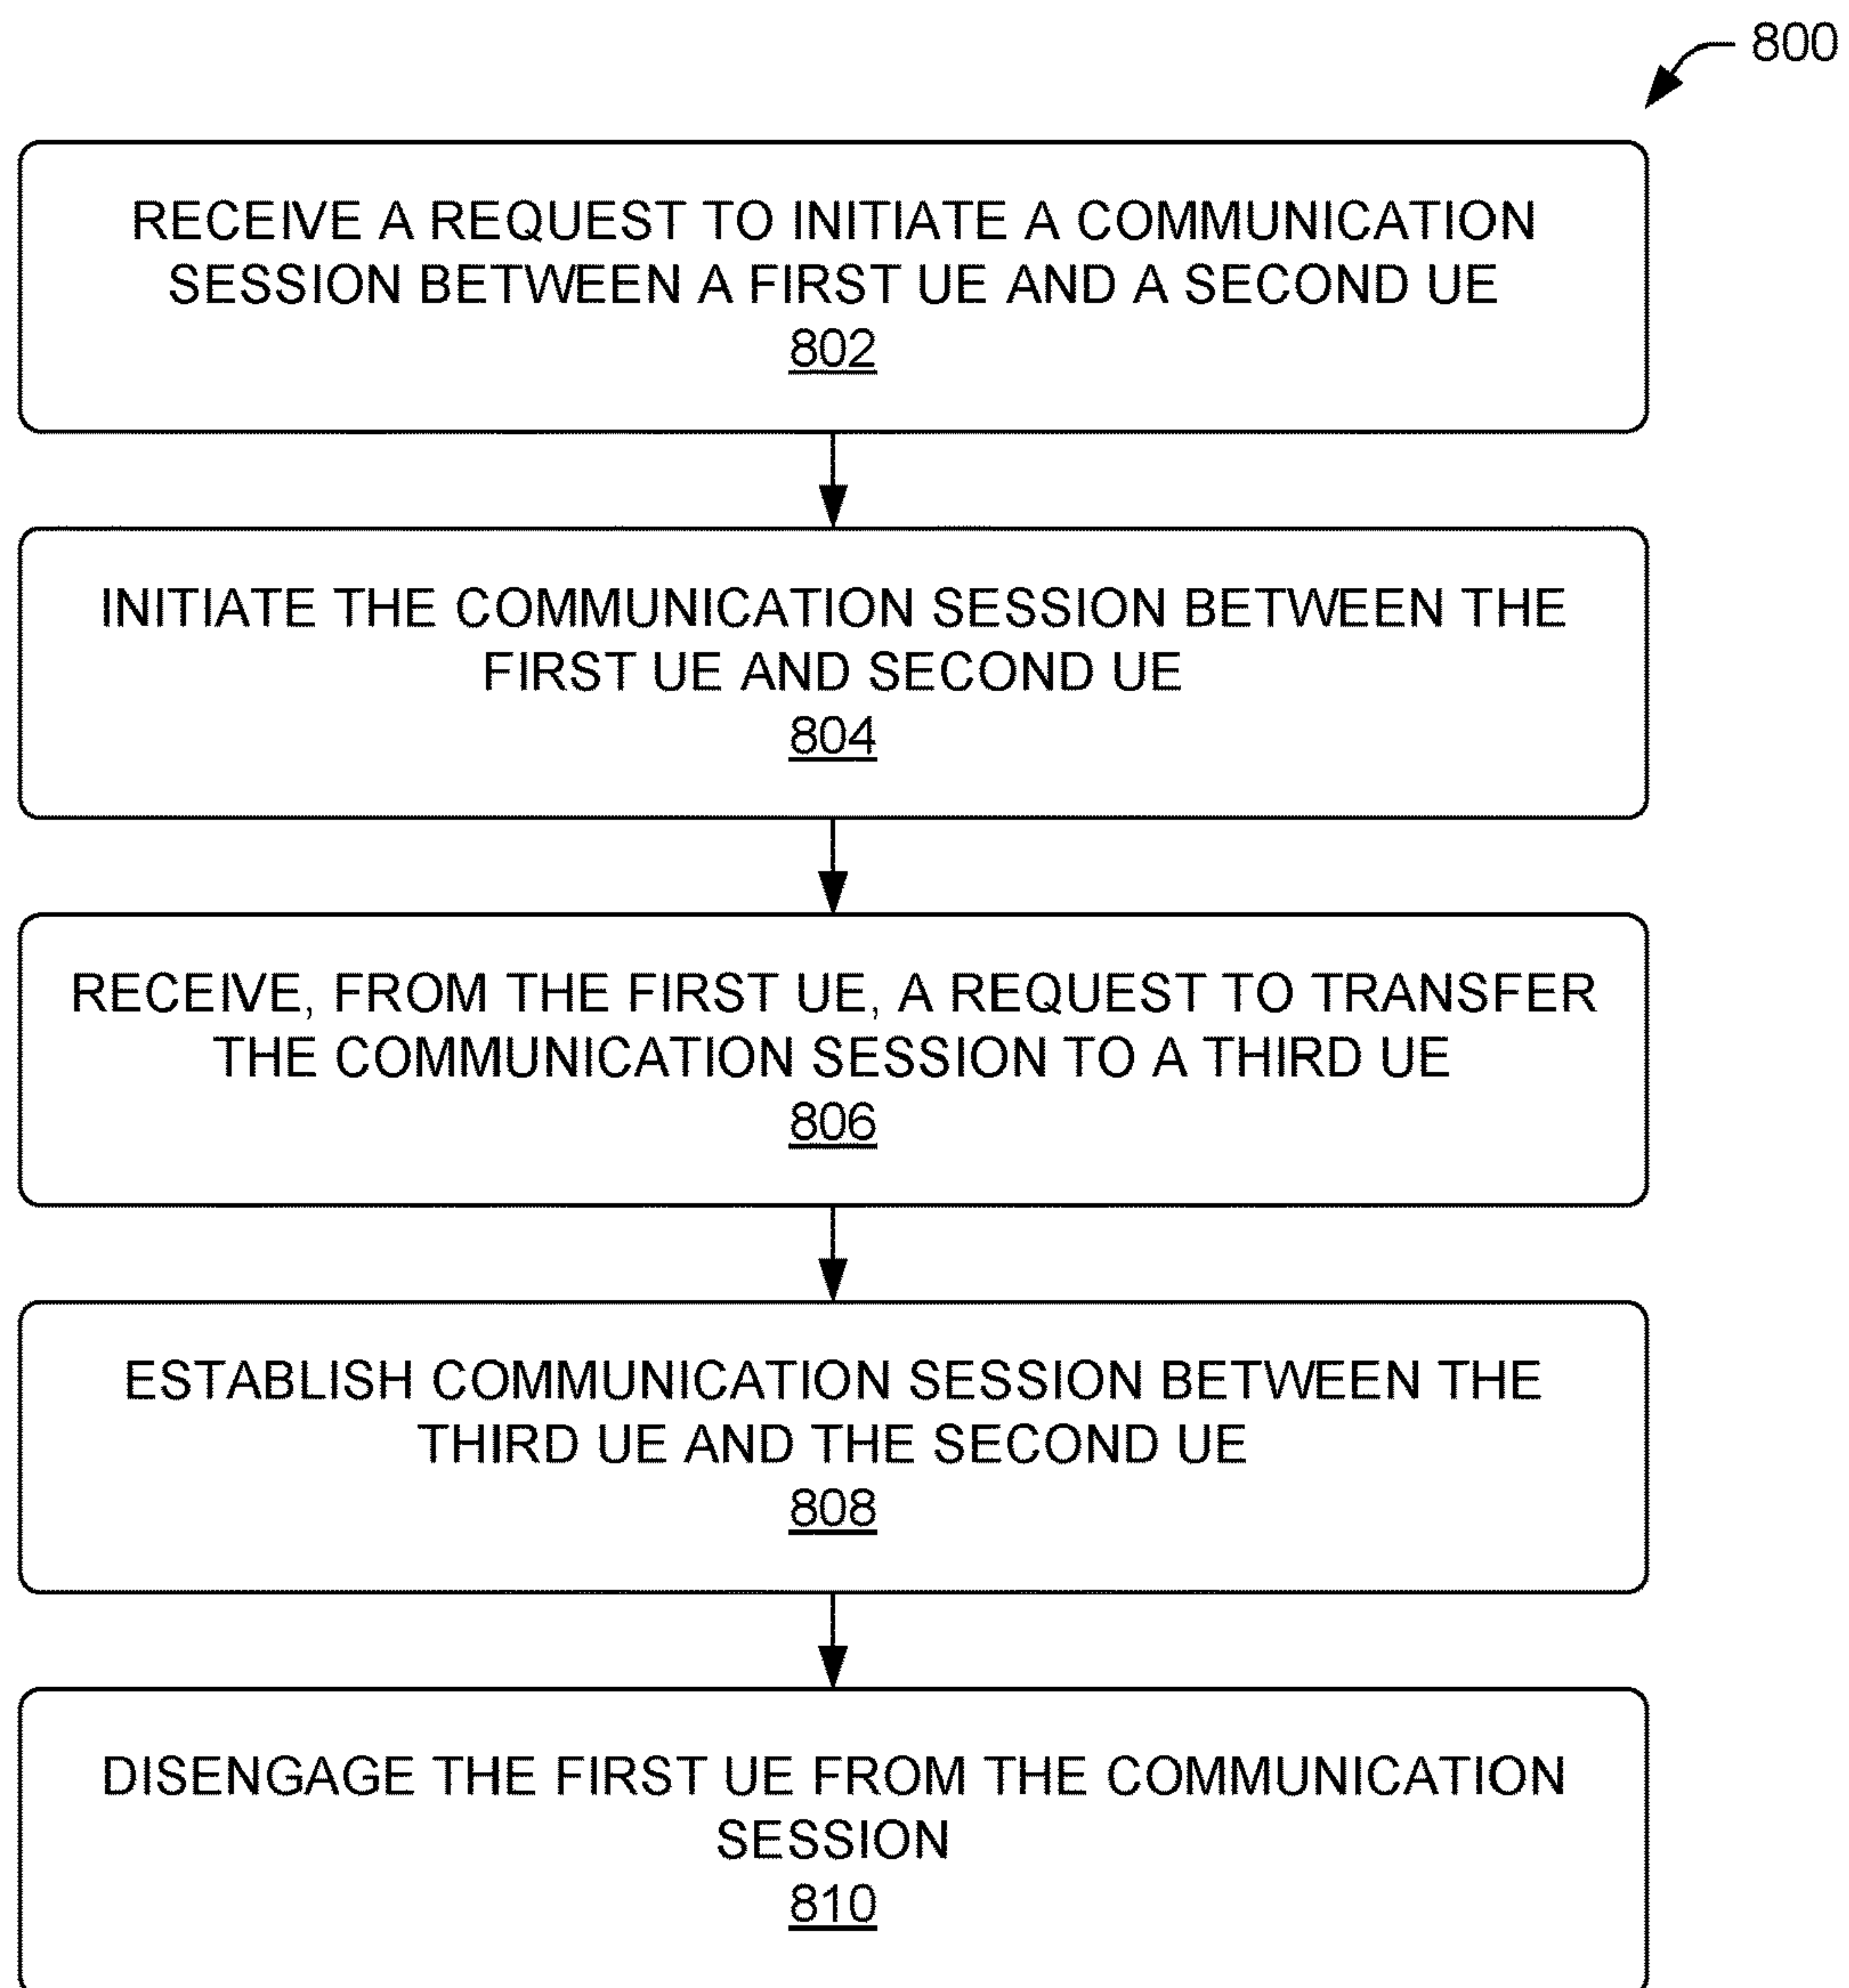 800
RECEIVE A REQUEST TO INITIATE A COMMUNICATION
SESSION BETWEEN A FIRST UE AND A SECOND UE
802
INITIATE THE COMMUNICATION SESSION BETWEEN THE
FIRST UE AND SECOND UE
804
RECEIVE, FROM THE FIRST UE, A REQUEST TO TRANSFER
THE COMMUNICATION SESSION TO A THIRD UE
806
ESTABLISH COMMUNICATION SESSION BETWEEN THE
THIRD UE AND THE SECOND UE
808
DISENGAGE THE FIRST UE FROM THE COMMUNICATION
SESSION
810